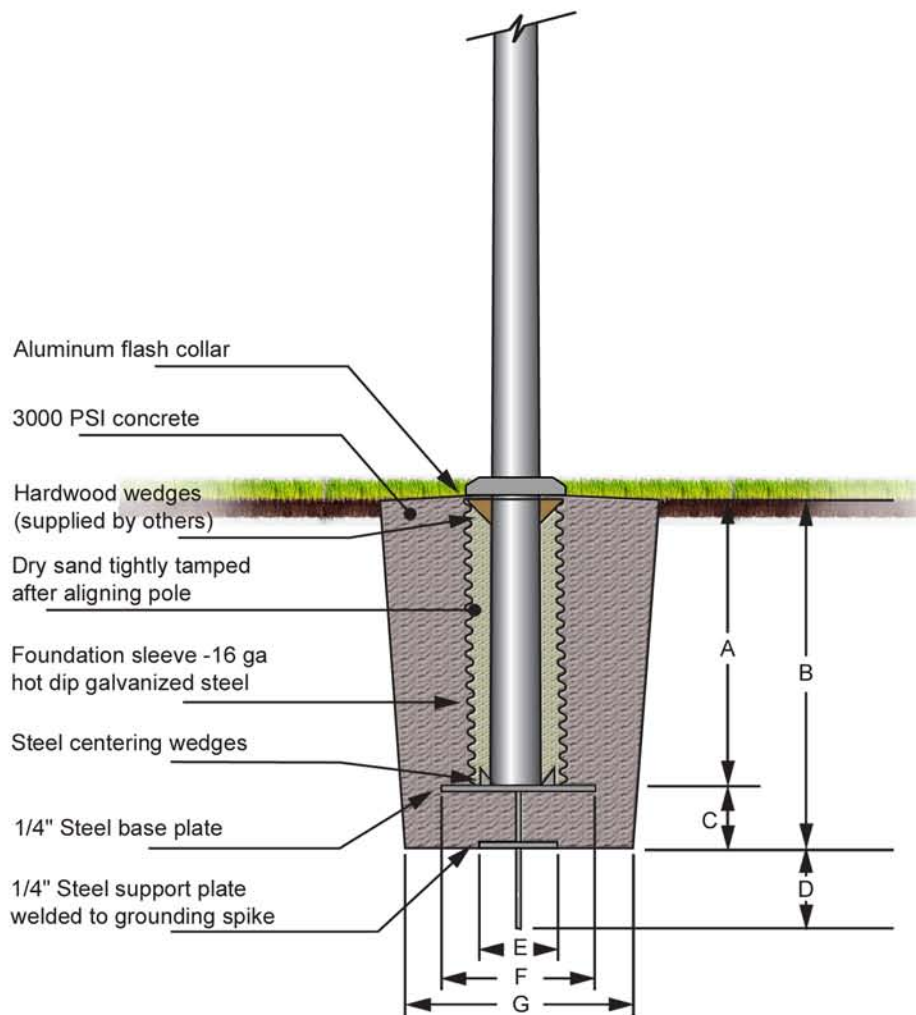 Aluminum flash collar
3000 PSI concrete
Hardwood wedges
(supplied by others)
Dry sand tightly tamped
after aligning pole
Foundation sleeve -16 ga
hot dip galvanized steel
Steel centering wedges
1/4" Steel base plate
1/4" Steel support plate
welded to grounding spike
A
B
C
D
E
F
G